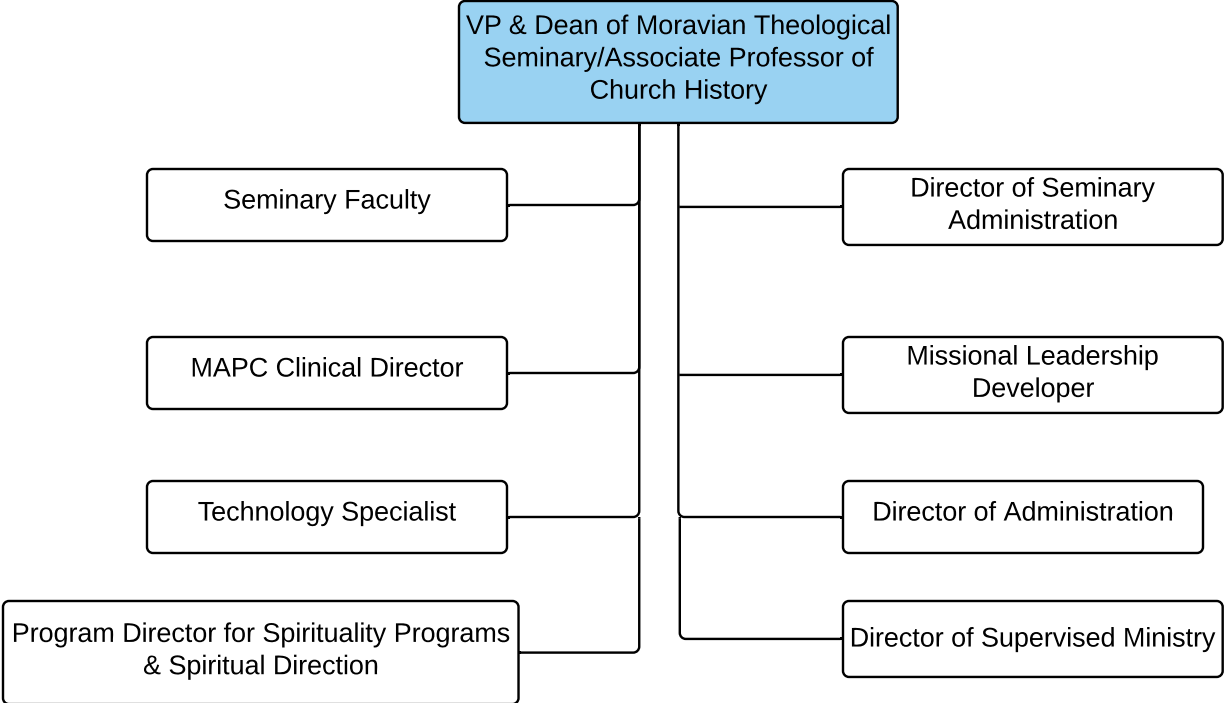 VP & Dean of Moravian Theological
Seminary/Associate Professor of
Church History
Seminary Faculty
Director of Seminary
Administration
MAPC Clinical Director
Missional Leadership
Developer
Technology Specialist
Director of Administration
Program Director for Spirituality Programs
& Spiritual Direction
Director of Supervised Ministry